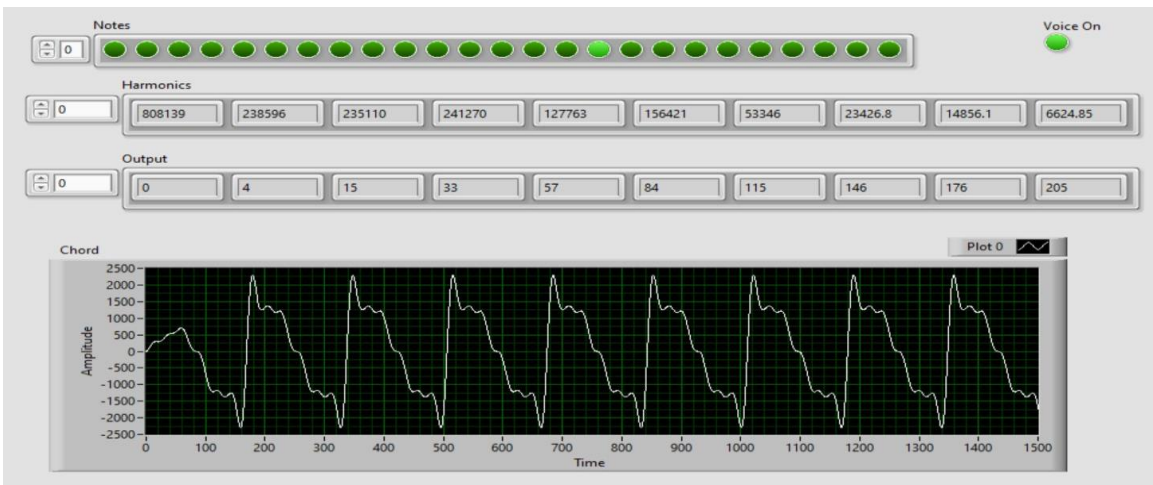 Notes
Voice On
0
Harmonics
0 808139 238596 235110 241270 127763 156421 53346 23426.8 14856.1 6624.85
Output
0 0 4 15 33 57 84 115 146 176 205
Chord
Plot 0
2500
2000
1500
1000
500
0
-500
-1000
-1500
-2000
-2500
Amplitude
0 100 200 300 400 500 600 700 800 900 1000 1100 1200 1300 1400 1500
Time